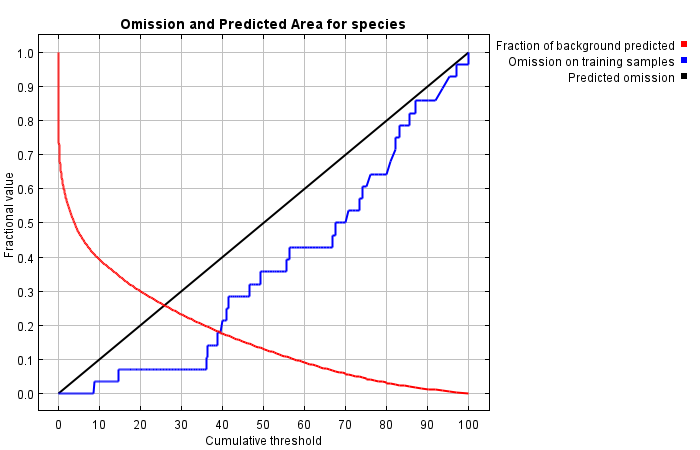 Omission and Predicted Area for species
Fraction of background predicted
Omission on training samples
Predicted omission
Fractional value
1.0
0.9
0.8
0.7
0.6
0.5
0.4
0.3
0.2
0.1
0.0
0 10 20 30 40 50 60 70 80 90 100
Cumulative threshold